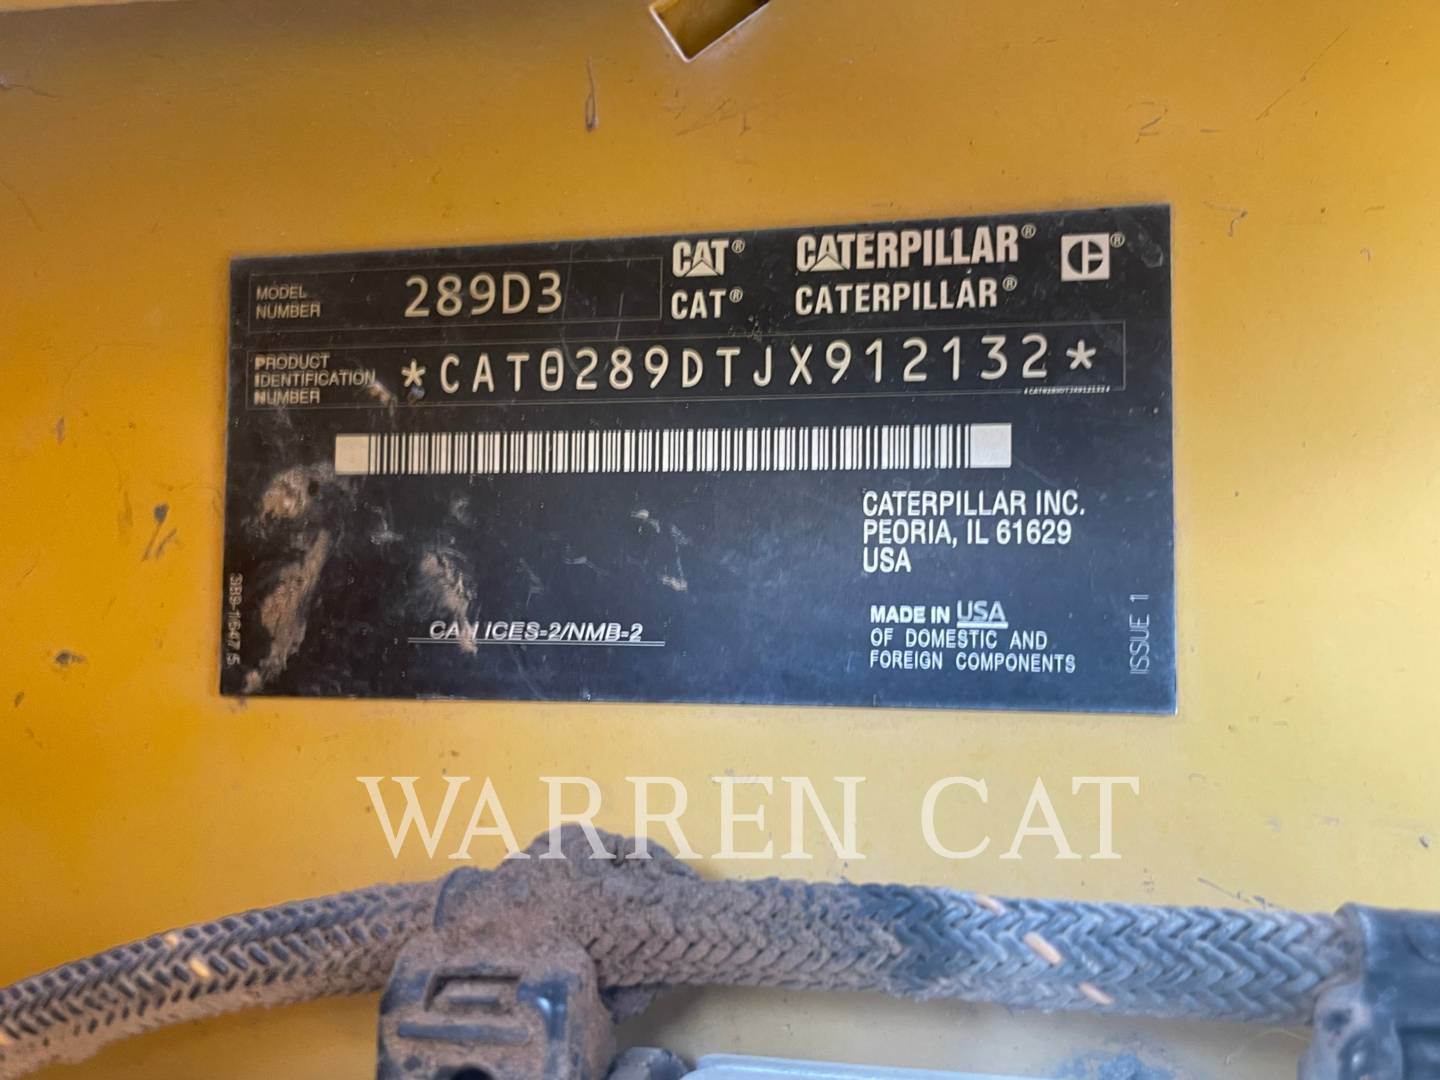 MODEL
NUMBER
289D3
CAT® CATERPILLAR®
CAT® CATERPILLAR®
PRODUCT
IDENTIFICATION
NUMBER
*CAT0289DTJX912132*
*CAT0289DTJX912132*
CATERPILLAR INC.
PEORIA, IL 61629
USA
CAN ICES-2/NMB-2
MADE IN USA
OF DOMESTIC AND
FOREIGN COMPONENTS
ISSUE 1
WARREN CAT